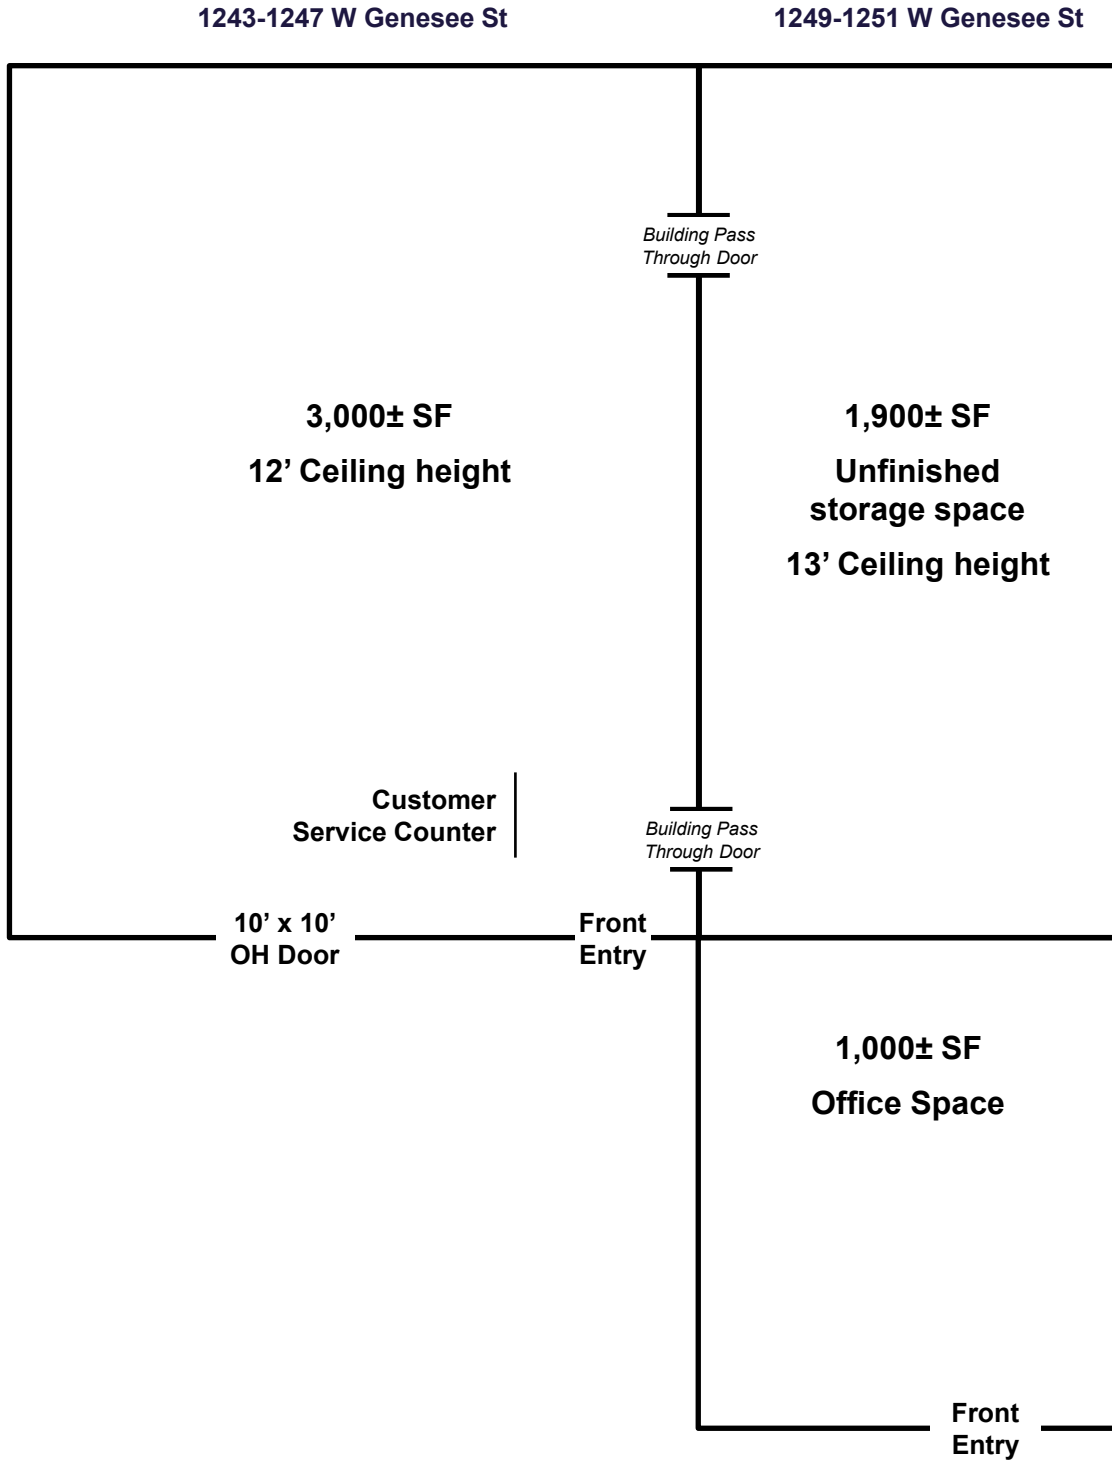 1243-1247 W Genesee St
1249-1251 W Genesee St
Building Pass
Through Door
3,000± SF
12’ Ceiling height
1,900± SF
Unfinished
storage space
13’ Ceiling height
Customer
Service Counter
Building Pass
Through Door
10’ x 10’
OH Door
Front
Entry
1,000± SF
Office Space
Front
Entry